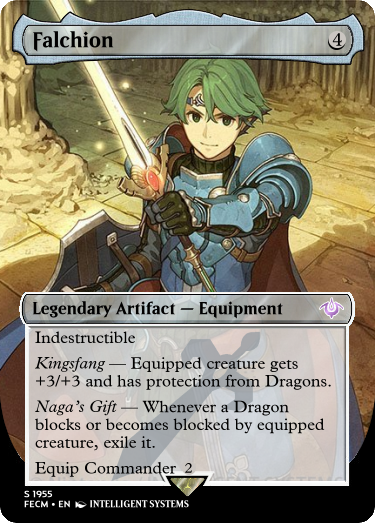 Falchion 4
Legendary Artifact — Equipment
Indestructible
Kingsfang — Equipped creature gets
+3/+3 and has protection from Dragons.
Naga's Gift — Whenever a Dragon
blocks or becomes blocked by equipped
creature, exile it.
Equip Commander 2
S 1955
FECM • EN INTELLIGENT SYSTEMS